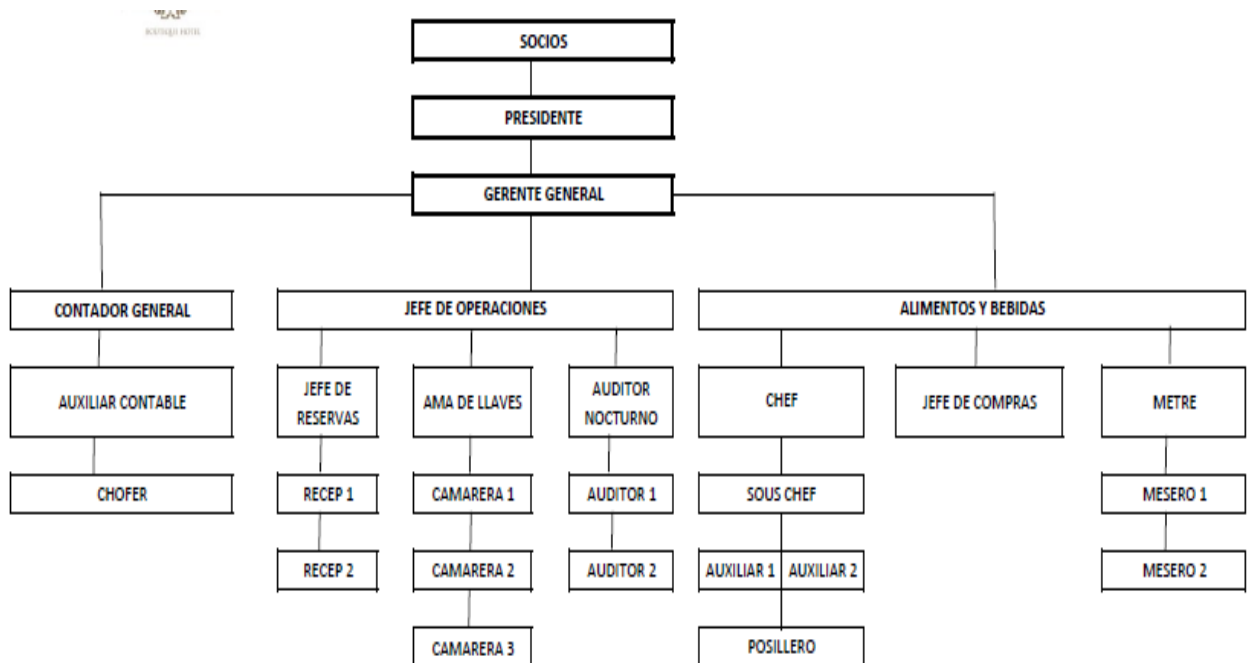 BOUTIQUE HOTEL
SOCIOS
PRESIDENTE
GERENTE GENERAL
CONTADOR GENERAL
JEFE DE OPERACIONES
ALIMENTOS Y BEBIDAS
AUXILIAR CONTABLE
JEFE DE
RESERVAS
AMA DE LLAVES
AUDITOR
NOCTURNO
CHEF
JEFE DE COMPRAS
METRE
CHOFER
RECEP 1
CAMARERA 1
AUDITOR 1
SOUS CHEF
MESERO 1
RECEP 2
CAMARERA 2
AUDITOR 2
AUXILIAR 1
AUXILIAR 2
MESERO 2
CAMARERA 3
POSILLERO